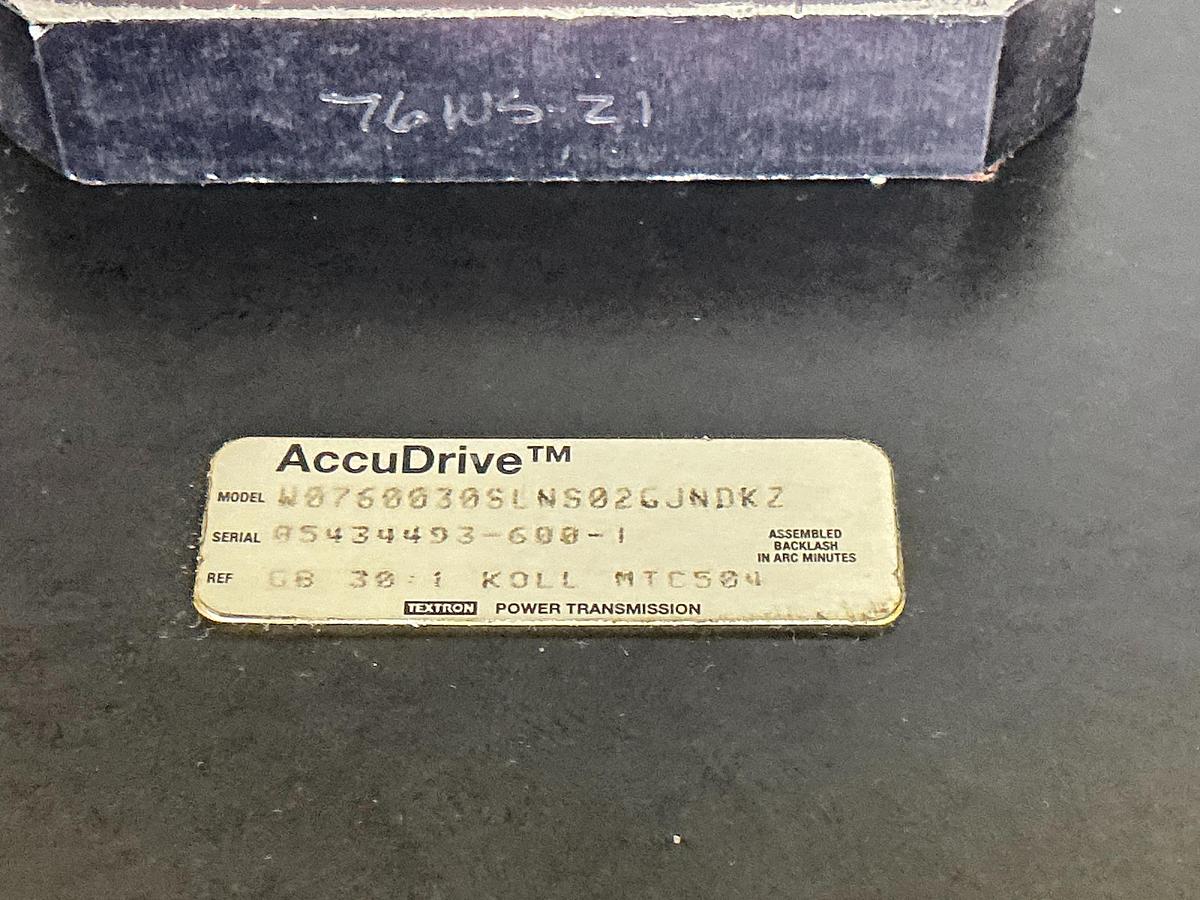 76WS-21
AccuDrive™
MODEL W0760030SLNS02GJNDKZ
SERIAL 05434493-600-1
ASSEMBLED
BACKLASH
IN ARC MINUTES
REF GB 30:1 KOLL MTC504
TEXTRON POWER TRANSMISSION